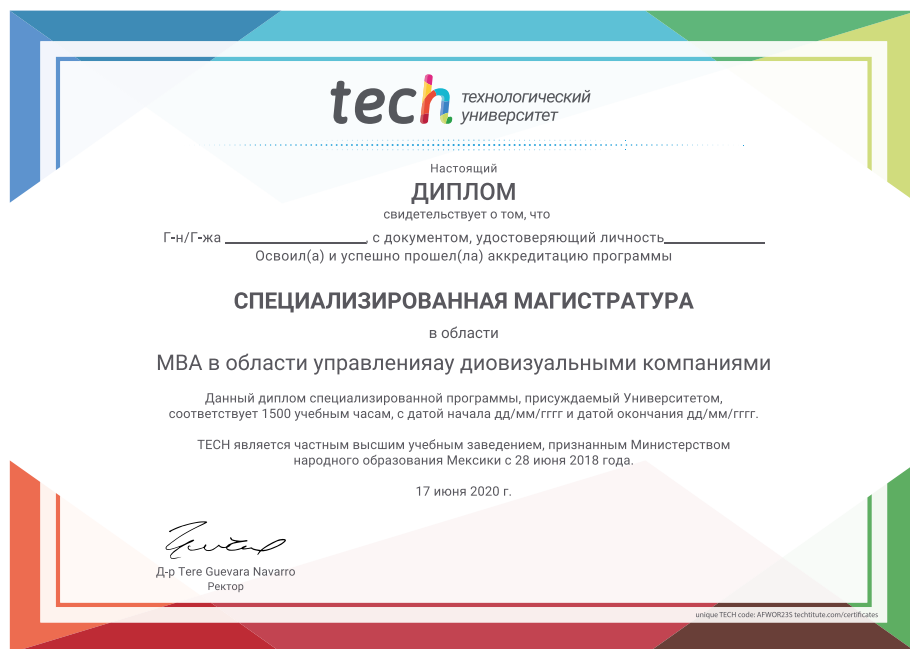 tech технологический
университет
Настоящий
ДИПЛОМ
свидетельствует о том, что
Г-н/Г-жа ____________, с документом, удостоверяющий личность____________
Освоил(а) и успешно прошел(ла) аккредитацию программы
СПЕЦИАЛИЗИРОВАННАЯ МАГИСТРАТУРА
в области
MBA в области управленияау диовизуальными компаниями
Данный диплом специализированной программы, присуждаемый Университетом,
соответствует 1500 учебным часам, с датой начала дд/мм/гггг и датой окончания дд/мм/гггг.
TECH является частным высшим учебным заведением, признанным Министерством
народного образования Мексики с 28 июня 2018 года.
17 июня 2020 г.
Д-р Tere Guevara Navarro
Ректор
unique TECH code: AFWOR23S techtitute.com/certificates